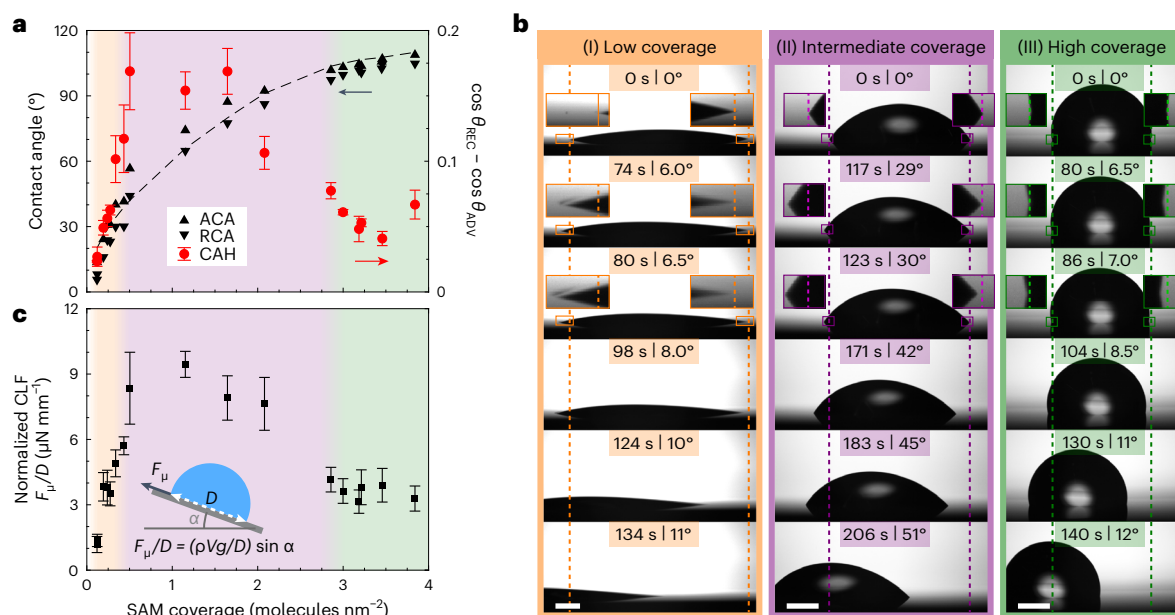 a
120
90
60
30
0
Contact angle (°)
0.2
0.1
0
cos θREC – cos θADV
ACA
RCA
CAH
c
12
9
6
3
0
Normalized CLF
Fμ/D (μN mm−1)
Fμ
D
α
Fμ/D = (ρVg/D) sin α
0 1 2 3 4
SAM coverage (molecules nm−2)
b
(I) Low coverage
0 s | 0°
74 s | 6.0°
80 s | 6.5°
98 s | 8.0°
124 s | 10°
134 s | 11°
(II) Intermediate coverage
0 s | 0°
117 s | 29°
123 s | 30°
171 s | 42°
183 s | 45°
206 s | 51°
(III) High coverage
0 s | 0°
80 s | 6.5°
86 s | 7.0°
104 s | 8.5°
130 s | 11°
140 s | 12°